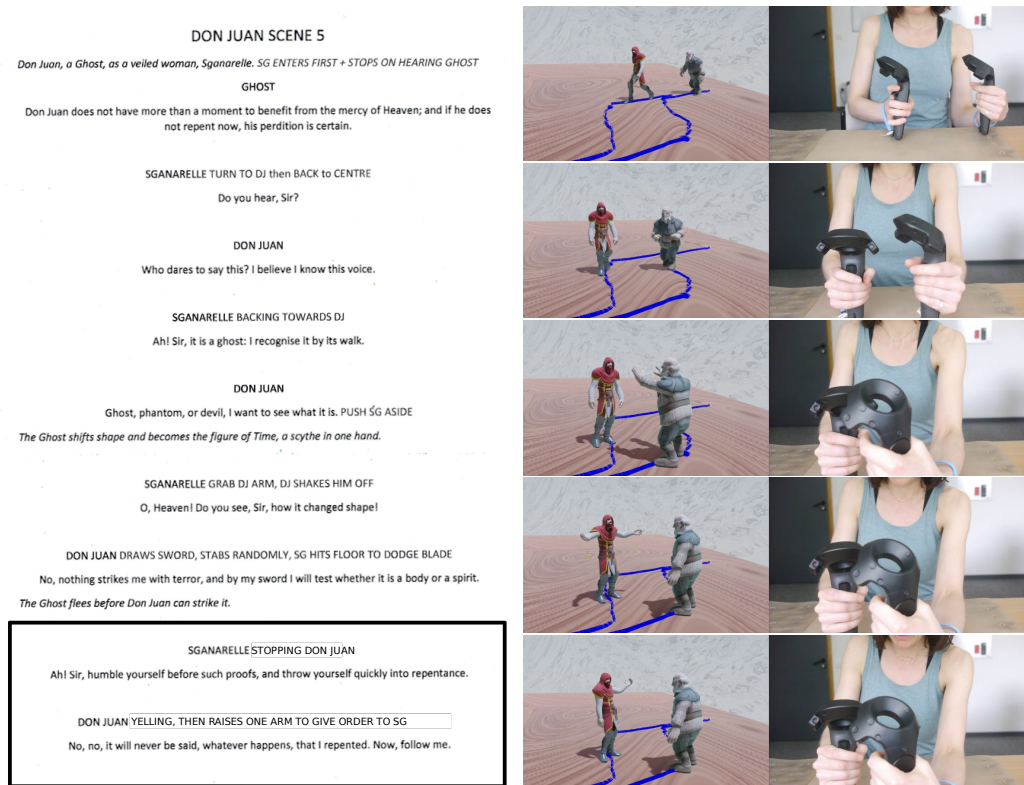 DON JUAN SCENE 5
Don Juan, a Ghost, as a veiled woman, Sganarelle. SG ENTERS FIRST + STOPS ON HEARING GHOST
GHOST
Don Juan does not have more than a moment to benefit from the mercy of Heaven; and if he does
not repent now, his perdition is certain.
SGANARELLE TURN TO DJ then BACK to CENTRE
Do you hear, Sir?
DON JUAN
Who dares to say this? I believe I know this voice.
SGANARELLE BACKING TOWARDS DJ
Ah! Sir, it is a ghost: I recognise it by its walk.
DON JUAN
Ghost, phantom, or devil, I want to see what it is. PUSH SG ASIDE
The Ghost shifts shape and becomes the figure of Time, a scythe in one hand.
SGANARELLE GRAB DJ ARM, DJ SHAKES HIM OFF
O, Heaven! Do you see, Sir, how it changed shape!
DON JUAN DRAWS SWORD, STABS RANDOMLY, SG HITS FLOOR TO DODGE BLADE
No, nothing strikes me with terror, and by my sword I will test whether it is a body or a spirit.
The Ghost flees before Don Juan can strike it.
SGANARELLE STOPPING DON JUAN
Ah! Sir, humble yourself before such proofs, and throw yourself quickly into repentance.
DON JUAN YELLING, THEN RAISES ONE ARM TO GIVE ORDER TO SG
No, no, it will never be said, whatever happens, that I repented. Now, follow me.